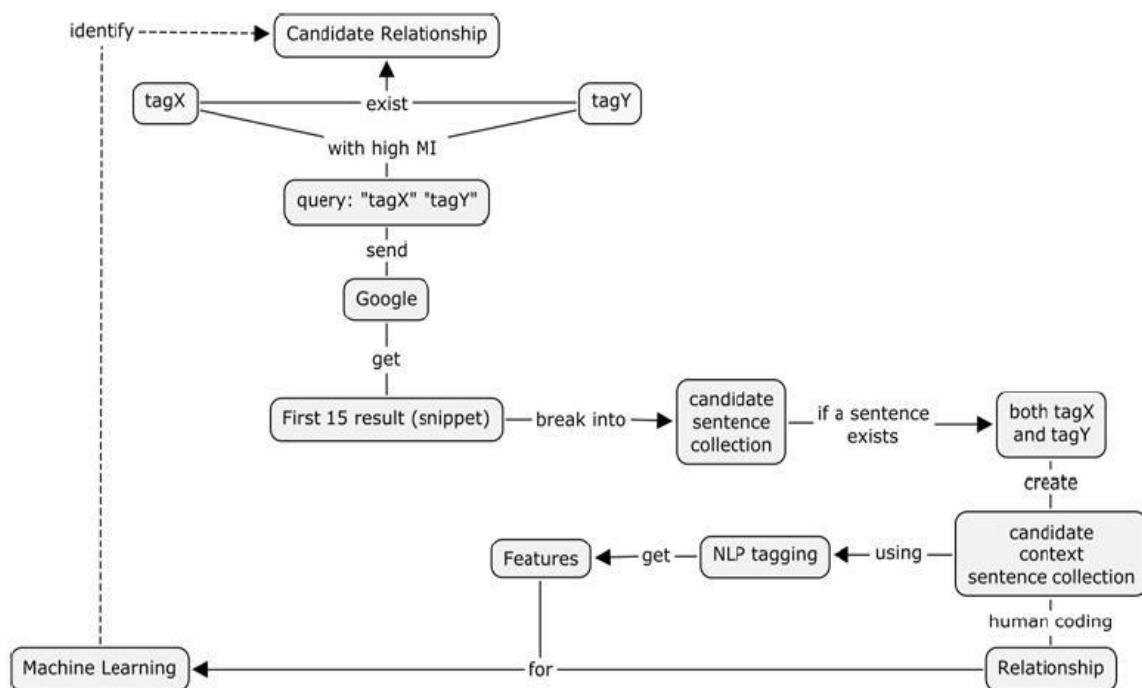 identify
Candidate Relationship
tagX
exist
tagY
with high MI
query: "tagX" "tagY"
send
Google
get
First 15 result (snippet)
break into
candidate
sentence
collection
if a sentence
exists
both tagX
and tagY
create
candidate
context
sentence collection
using
NLP tagging
get
Features
human coding
Relationship
for
Machine Learning